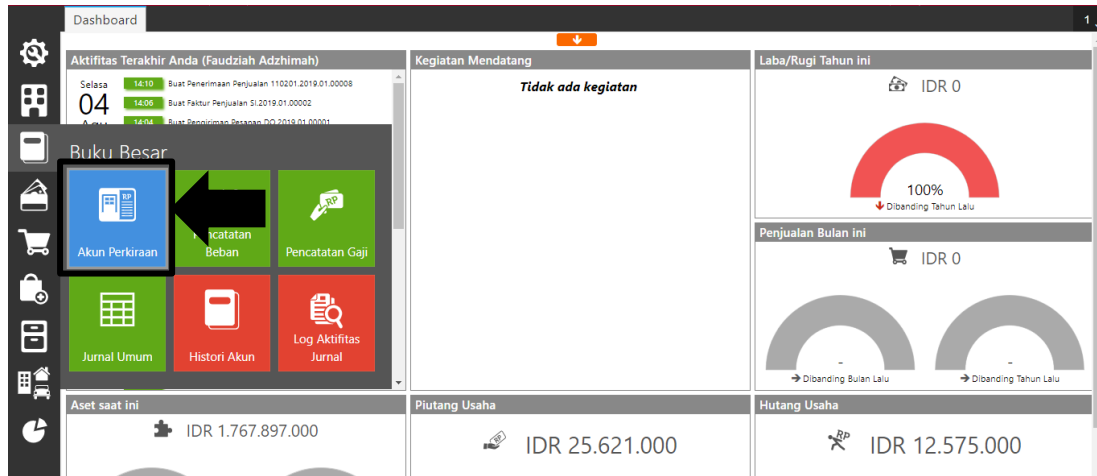 Dashboard
1
Aktifitas Terakhir Anda (Faudziah Adzhimah)
Selasa
04
14:10 Buat Penerimaan Penjualan 110201.2019.01.00008
14:06 Buat Faktur Penjualan SI.2019.01.00002
14:04 Buat Pengiriman Pesanan DO.2019.01.00001
Buku Besar
RP
Akun Perkiraan
Beban
RP
Pencatatan Gaji
Jurnal Umum
Histori Akun
Log Aktifitas
Jurnal
Kegiatan Mendatang
Tidak ada kegiatan
Laba/Rugi Tahun ini
IDR 0
100%
Dibanding Tahun Lalu
Penjualan Bulan ini
IDR 0
-
Dibanding Bulan Lalu
-
Dibanding Tahun Lalu
Aset saat ini
IDR 1.767.897.000
Piutang Usaha
IDR 25.621.000
Hutang Usaha
RP
IDR 12.575.000